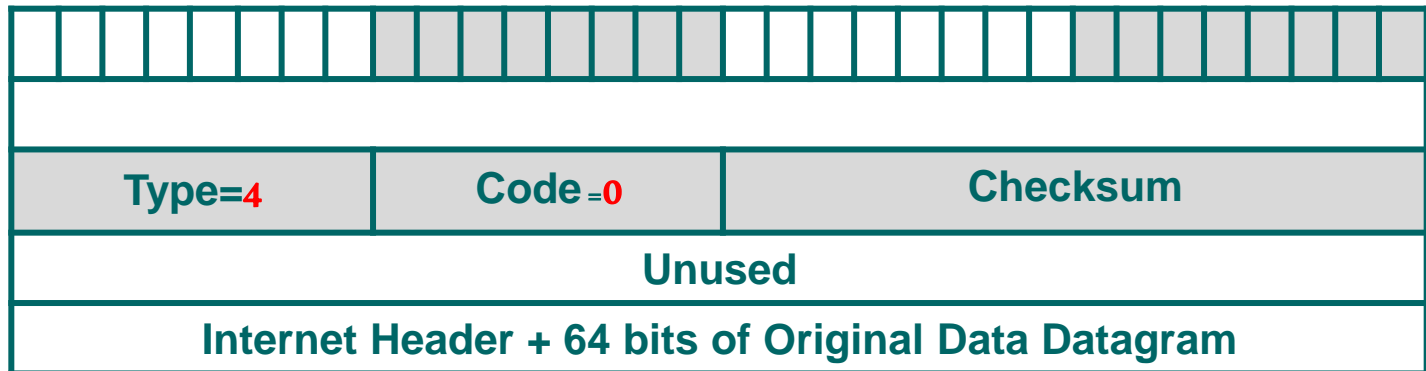 Type=4 Code =0 Checksum
Unused
Internet Header + 64 bits of Original Data Datagram